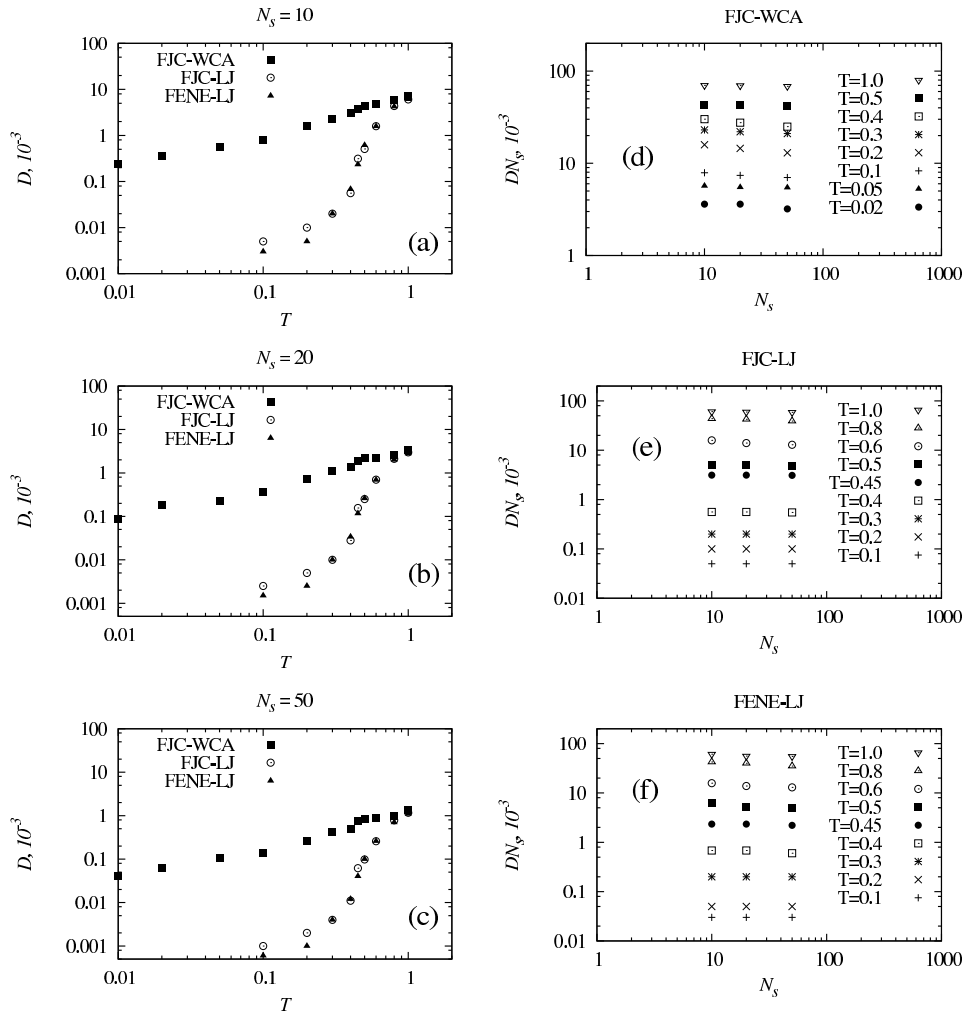 N_s = 10
100
10
1
0.1
0.01
0.001
D, 10^-3
FJC-WCA
FJC-LJ
FENE-LJ
(a)
0.01
0.1
1
T
FJC-WCA
100
10
1
DN_s, 10^-3
T=1.0
T=0.5
T=0.4
T=0.3
T=0.2
T=0.1
T=0.05
T=0.02
(d)
1
10
100
1000
N_s
N_s = 20
100
10
1
0.1
0.01
0.001
D, 10^-3
FJC-WCA
FJC-LJ
FENE-LJ
(b)
0.01
0.1
1
T
FJC-LJ
100
10
1
0.1
0.01
DN_s, 10^-3
T=1.0
T=0.8
T=0.6
T=0.5
T=0.45
T=0.4
T=0.3
T=0.2
T=0.1
(e)
1
10
100
1000
N_s
N_s = 50
100
10
1
0.1
0.01
0.001
D, 10^-3
FJC-WCA
FJC-LJ
FENE-LJ
(c)
0.01
0.1
1
T
FENE-LJ
100
10
1
0.1
0.01
DN_s, 10^-3
T=1.0
T=0.8
T=0.6
T=0.5
T=0.45
T=0.4
T=0.3
T=0.2
T=0.1
(f)
1
10
100
1000
N_s